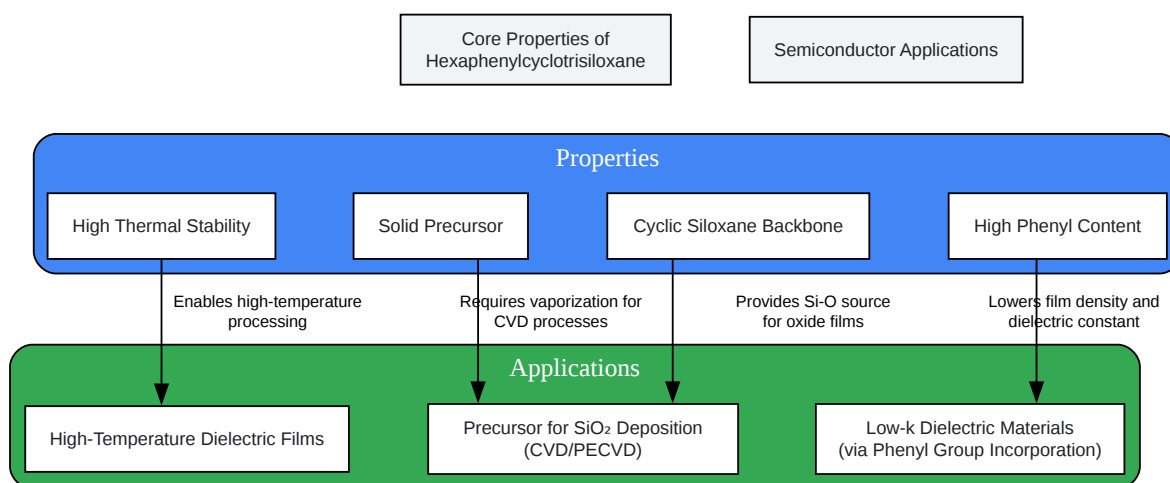 Core Properties of
Hexaphenylcyclotrisiloxane
Semiconductor Applications
Properties
High Thermal Stability
Solid Precursor
Cyclic Siloxane Backbone
High Phenyl Content
Enables high-temperature
processing
Requires vaporization for
CVD processes
Provides Si-O source
for oxide films
Lowers film density and
dielectric constant
Applications
High-Temperature Dielectric Films
Precursor for SiO₂ Deposition
(CVD/PECVD)
Low-k Dielectric Materials
(via Phenyl Group Incorporation)